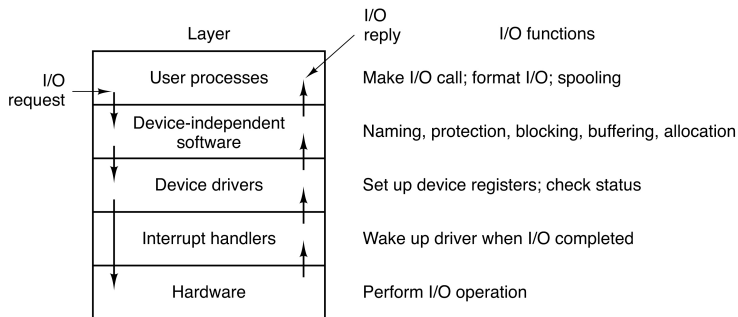 I/O
reply
Layer
I/O functions
I/O
request
User processes
Make I/O call; format I/O; spooling
Device-independent
software
Naming, protection, blocking, buffering, allocation
Device drivers
Set up device registers; check status
Interrupt handlers
Wake up driver when I/O completed
Hardware
Perform I/O operation